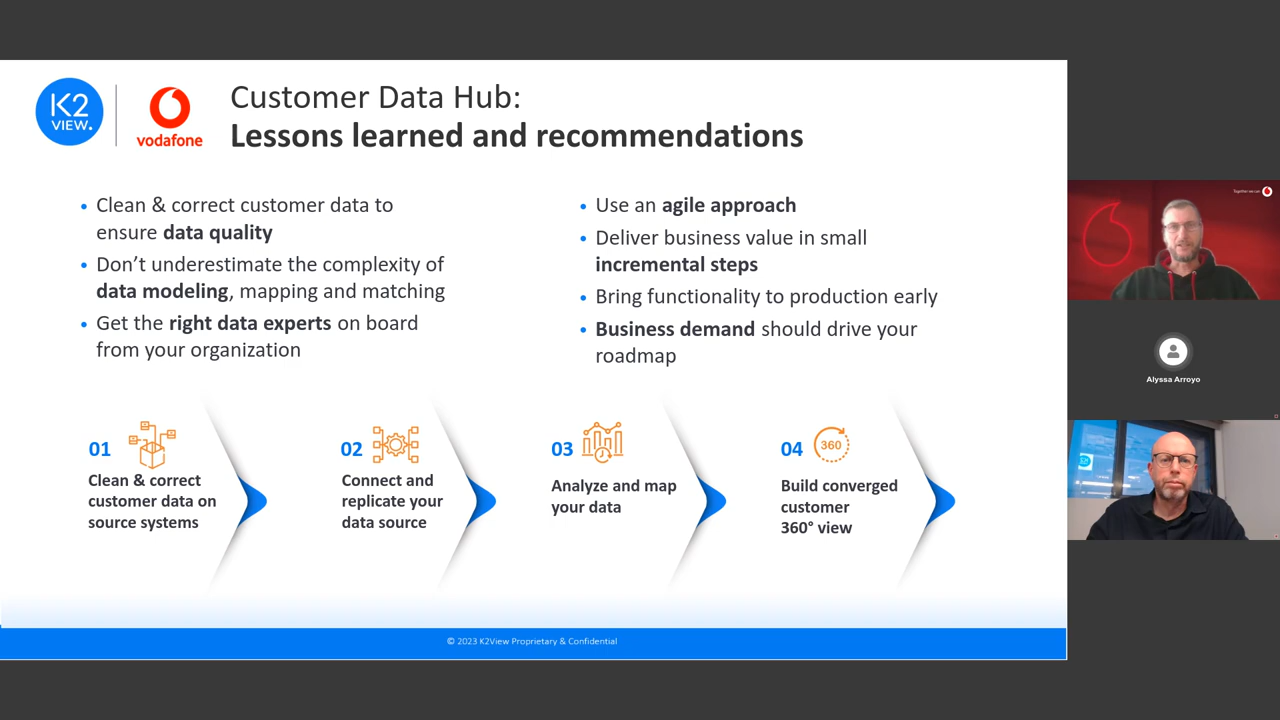 K2
VIEW.
vodafone
Customer Data Hub:
Lessons learned and recommendations
• Clean & correct customer data to
ensure data quality
• Don’t underestimate the complexity of
data modeling, mapping and matching
• Get the right data experts on board
from your organization
• Use an agile approach
• Deliver business value in small
incremental steps
• Bring functionality to production early
• Business demand should drive your
roadmap
01
Clean & correct
customer data on
source systems
02
Connect and
replicate your
data source
03
Analyze and map
your data
04
360
Build converged
customer
360° view
© 2023 K2View Proprietary & Confidential
Together we can
Alyssa Arroyo